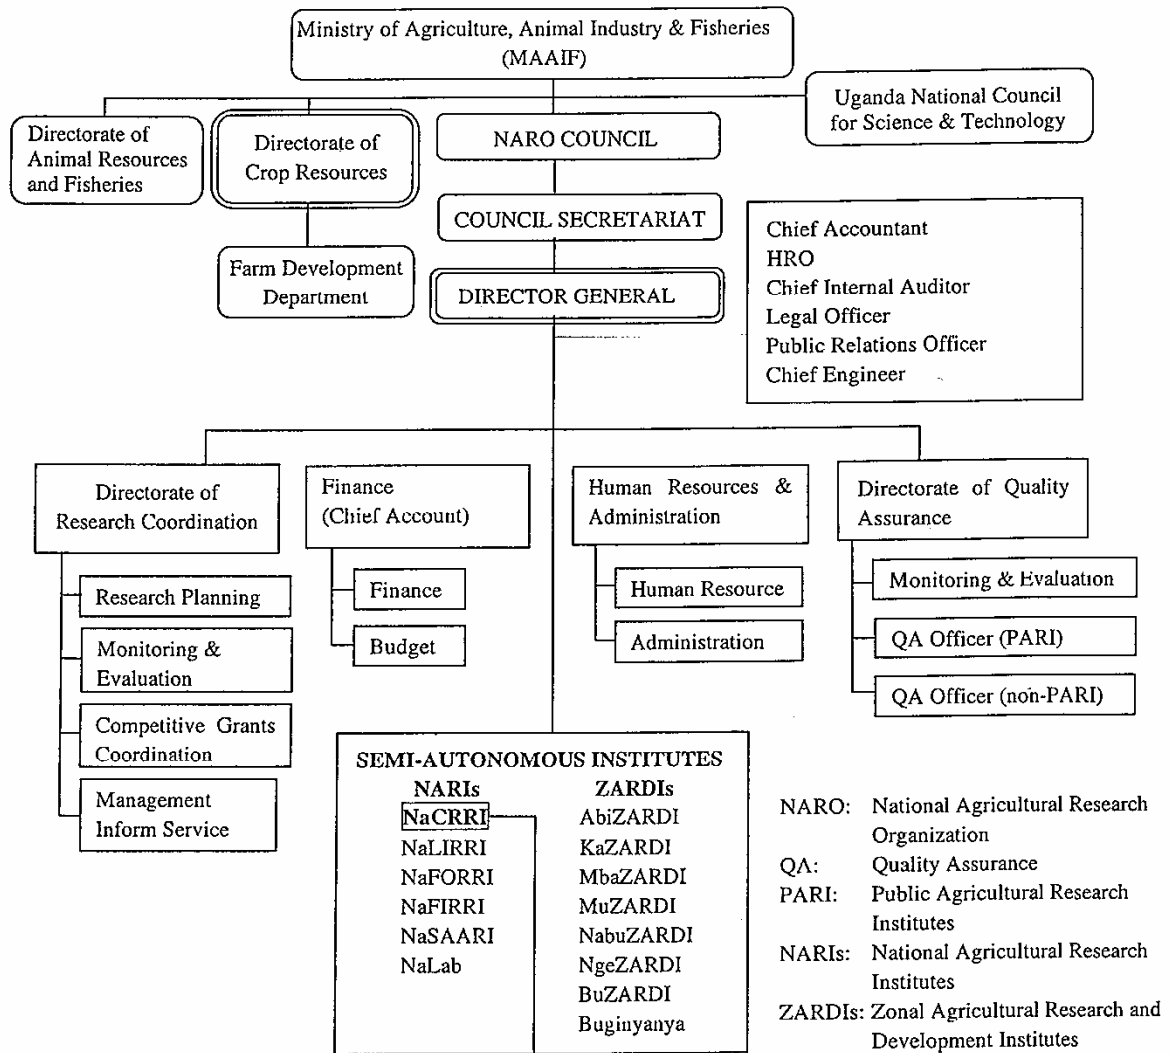 Ministry of Agriculture, Animal Industry & Fisheries
(MAAIF)
Uganda National Council
for Science & Technology
Directorate of
Animal Resources
and Fisheries
Directorate of
Crop Resources
NARO COUNCIL
COUNCIL SECRETARIAT
Farm Development
Department
DIRECTOR GENERAL
Chief Accountant
HRO
Chief Internal Auditor
Legal Officer
Public Relations Officer
Chief Engineer
Directorate of
Research Coordination
Research Planning
Monitoring &
Evaluation
Competitive Grants
Coordination
Management
Inform Service
Finance
(Chief Account)
Finance
Budget
Human Resources &
Administration
Human Resource
Administration
Directorate of Quality
Assurance
Monitoring & Evaluation
QA Officer (PARI)
QA Officer (non-PARI)
SEMI-AUTONOMOUS INSTITUTES
NARIs
NaCRRI
NaLIRRI
NaFORRI
NaFIRRI
NaSAARI
NaLab
ZARDIs
AbiZARDI
KaZARDI
MbaZARDI
MuZARDI
NabuZARDI
NgeZARDI
BuZARDI
Buginyanya
NARO: National Agricultural Research
Organization
QA: Quality Assurance
PARI: Public Agricultural Research
Institutes
NARIs: National Agricultural Research
Institutes
ZARDIs: Zonal Agricultural Research and
Development Institutes